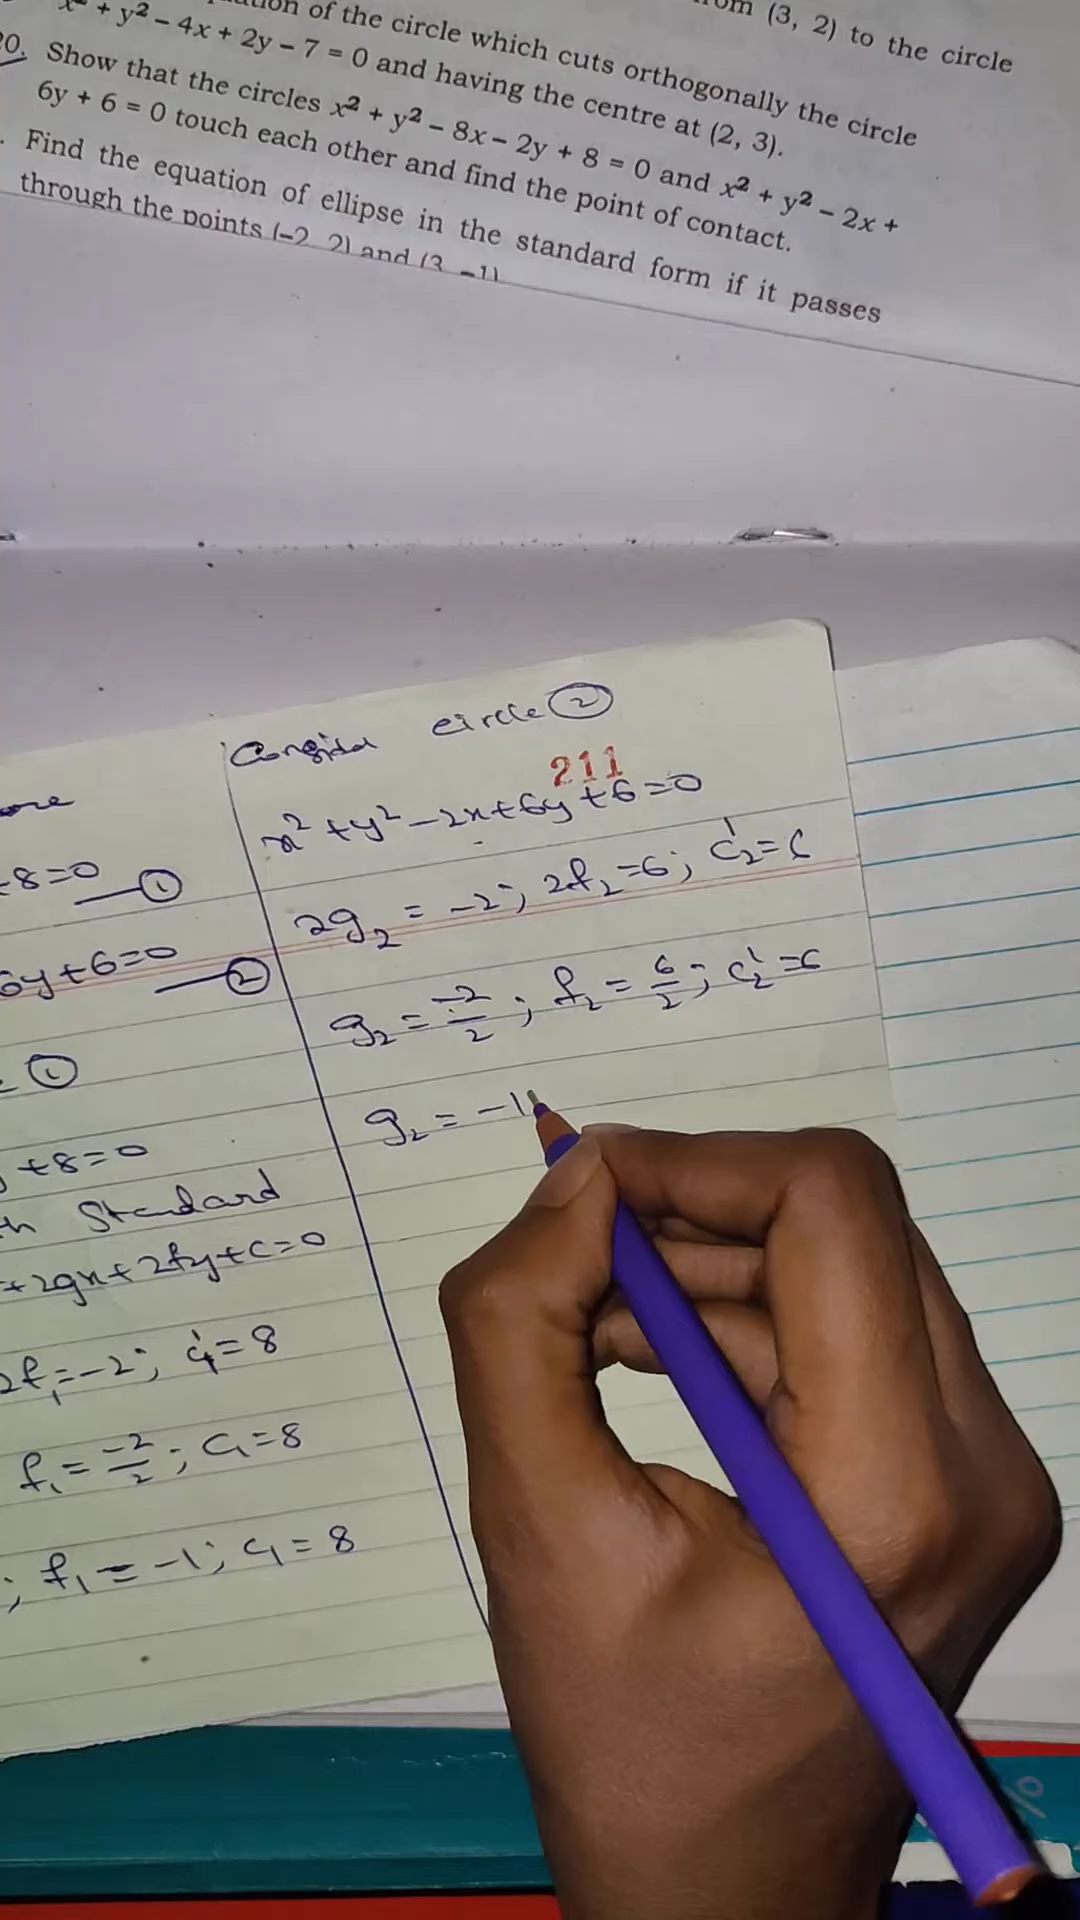 (3, 2) to the circle
of the circle which cuts orthogonally the circle
x² + y² – 4x + 2y – 7 = 0 and having the centre at (2, 3).
20. Show that the circles x² + y² – 8x – 2y + 8 = 0 and x² + y² – 2x +
6y + 6 = 0 touch each other and find the point of contact.
Find the equation of ellipse in the standard form if it passes
through the points (–2, 2) and (3, –1)
+8=0 —①
6y+6=0 —②
①
+8=0
Standard
+2gx+2fy+c=0
2f₁=-2; c₁=8
f₁ = -2/2; c₁=8
; f₁ = -1; c₁=8
circle ②
211
x²+y²-2x+6y+6=0
2g₂ = -2; 2f₂=6; c₂=6
g₂ = -2/2; f₂ = 6/2; c₂=6
g₂ = -1